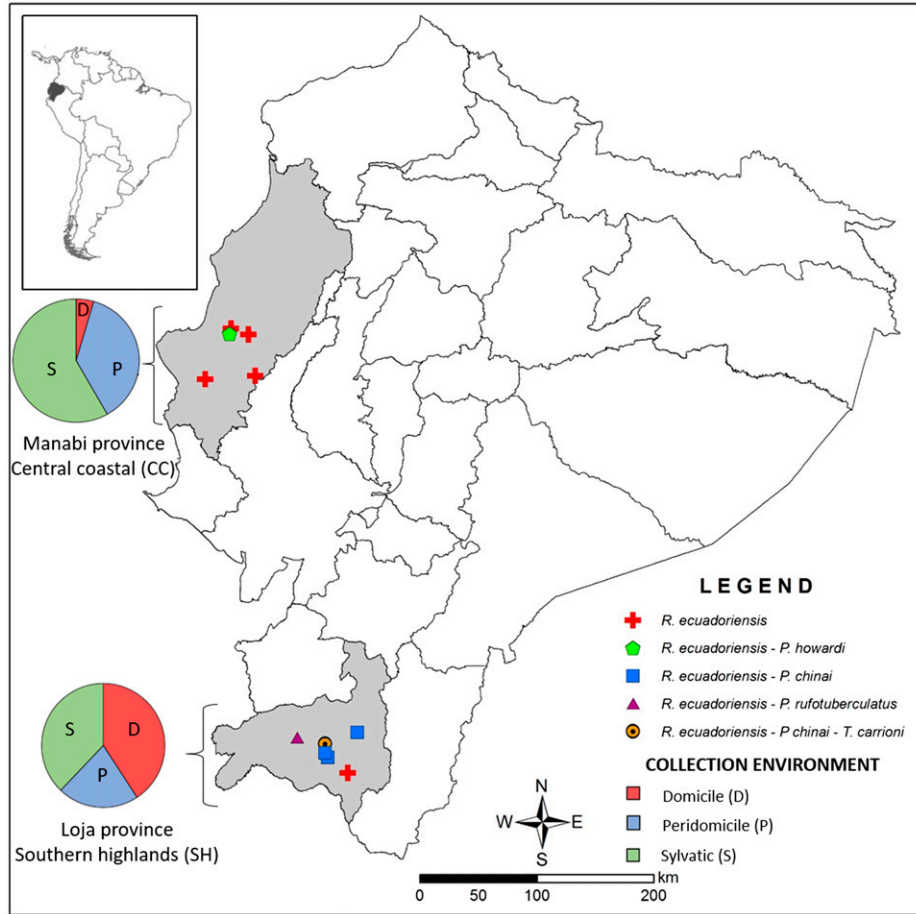 D
S
P
Manabi province
Central coastal (CC)
S
D
P
Loja province
Southern highlands (SH)
LEGEND
R. ecuadoriensis
R. ecuadoriensis - P. howardi
R. ecuadoriensis - P. chinai
R. ecuadoriensis - P. rufotuberculatus
R. ecuadoriensis - P chinai - T. carrioni
COLLECTION ENVIRONMENT
Domicile (D)
Peridomicile (P)
Sylvatic (S)
N
W E
S
km
0 50 100 200